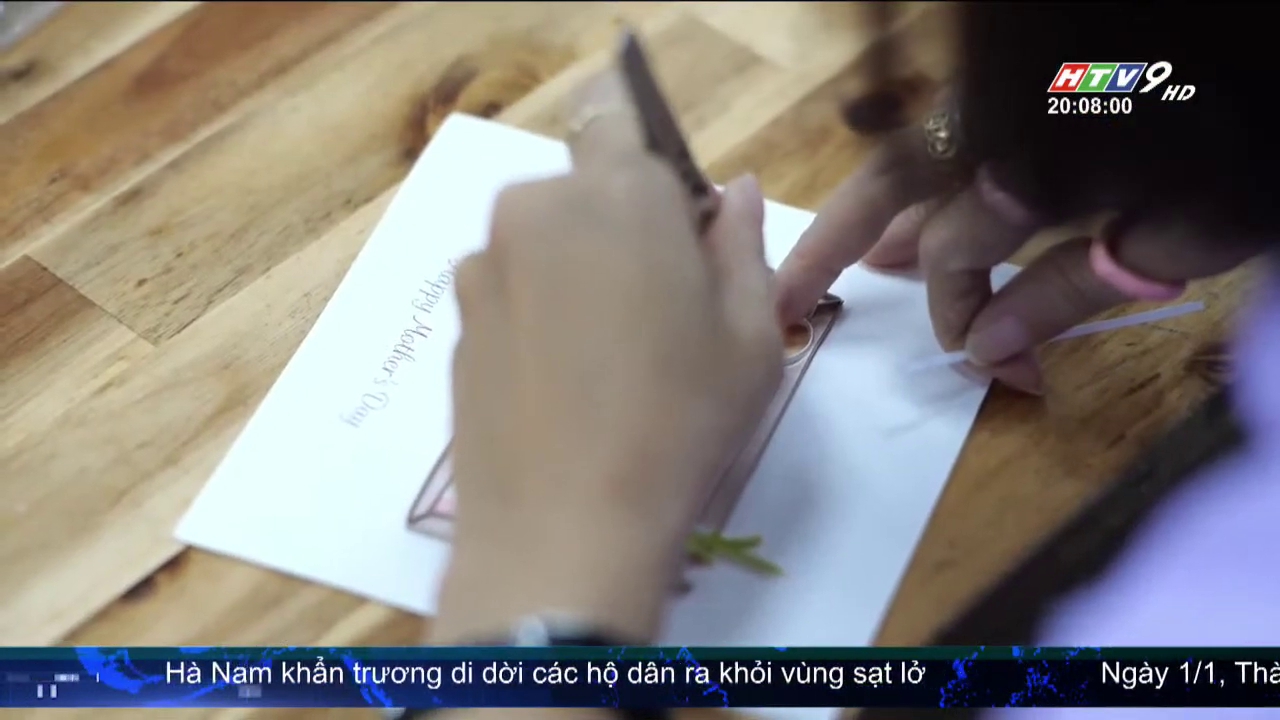 HTV9 HD
20:08:00
Happy Mother's Day
Hà Nam khẩn trương di dời các hộ dân ra khỏi vùng sạt lở
Ngày 1/1, Thà